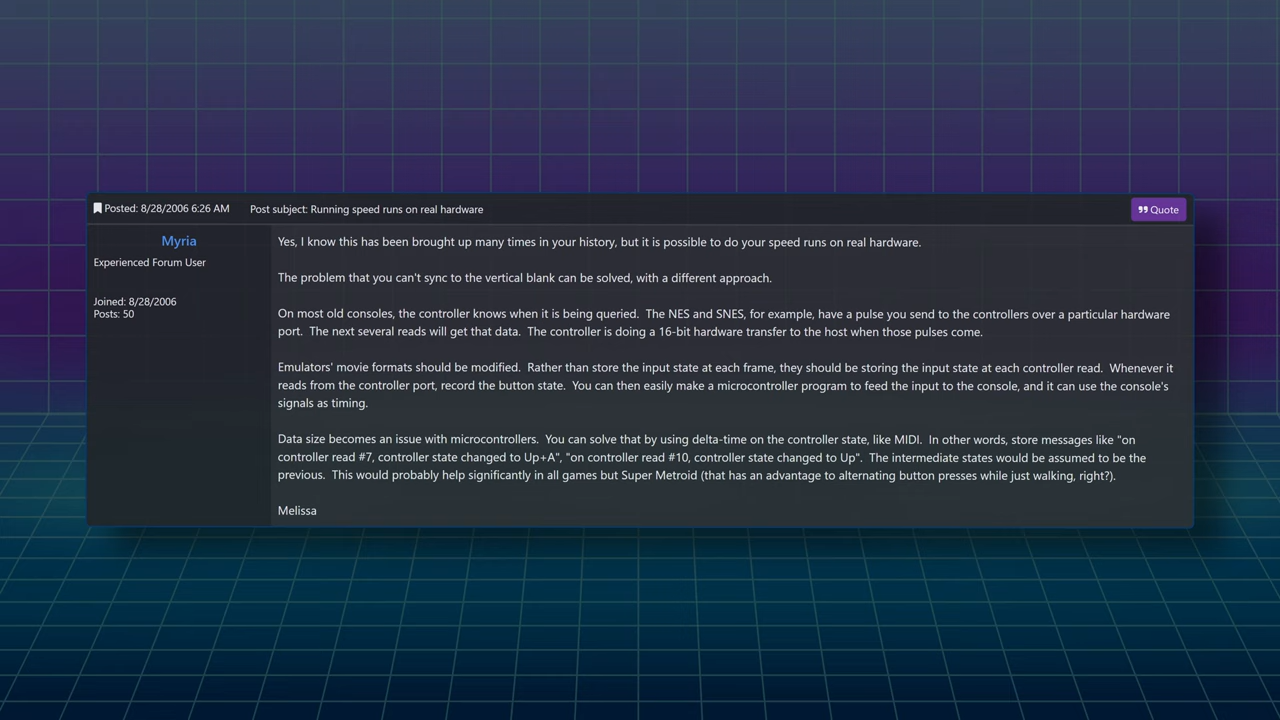 Posted: 8/28/2006 6:26 AM Post subject: Running speed runs on real hardware
Quote
Myria
Experienced Forum User
Joined: 8/28/2006
Posts: 50
Yes, I know this has been brought up many times in your history, but it is possible to do your speed runs on real hardware.
The problem that you can't sync to the vertical blank can be solved, with a different approach.
On most old consoles, the controller knows when it is being queried. The NES and SNES, for example, have a pulse you send to the controllers over a particular hardware
port. The next several reads will get that data. The controller is doing a 16-bit hardware transfer to the host when those pulses come.
Emulators' movie formats should be modified. Rather than store the input state at each frame, they should be storing the input state at each controller read. Whenever it
reads from the controller port, record the button state. You can then easily make a microcontroller program to feed the input to the console, and it can use the console's
signals as timing.
Data size becomes an issue with microcontrollers. You can solve that by using delta-time on the controller state, like MIDI. In other words, store messages like "on
controller read #7, controller state changed to Up+A", "on controller read #10, controller state changed to Up". The intermediate states would be assumed to be the
previous. This would probably help significantly in all games but Super Metroid (that has an advantage to alternating button presses while just walking, right?).
Melissa